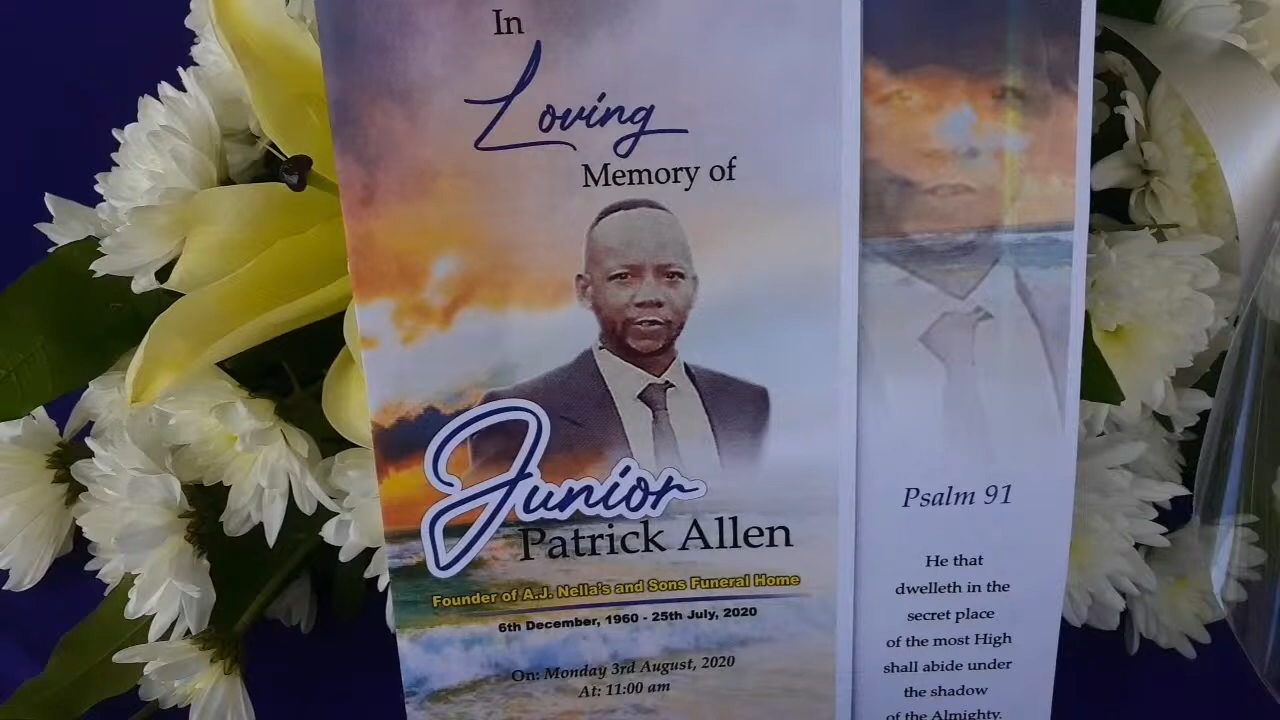 In
Loving
Memory of
Junior
Patrick Allen
Founder of A.J. Nella's and Sons Funeral Home
6th December, 1960 - 25th July, 2020
On: Monday 3rd August, 2020
At: 11:00 am
Psalm 91
He that
dwelleth in the
secret place
of the most High
shall abide under
the shadow
of the Almighty.